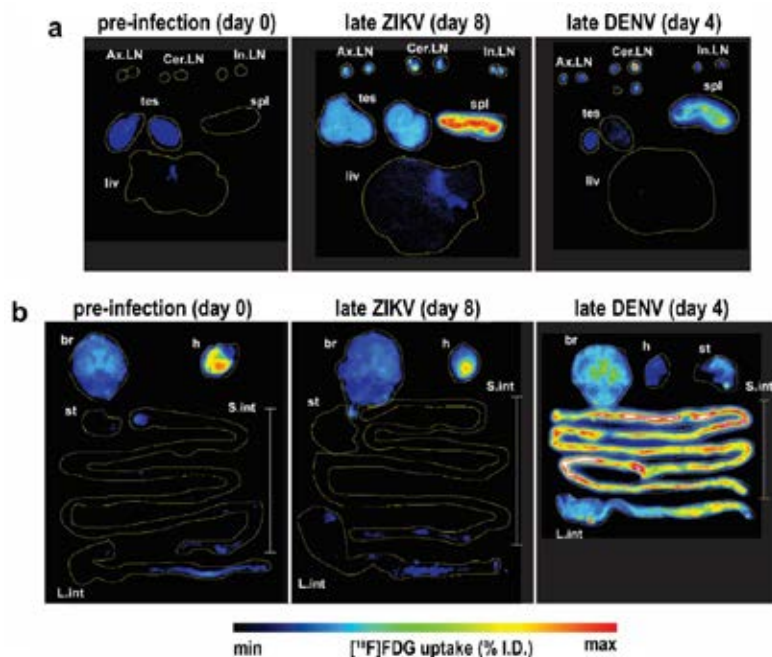 a
pre-infection (day 0) late ZIKV (day 8) late DENV (day 4)
Ax.LN Cer.LN In.LN Ax.LN Cer.LN In.LN Ax.LN Cer.LN In.LN
tes spl tes spl tes spl
liv liv liv
b
pre-infection (day 0) late ZIKV (day 8) late DENV (day 4)
br h br h br h st
st S.int st S.int S.int
L.int L.int L.int
min [¹⁸F]FDG uptake (% I.D.) max